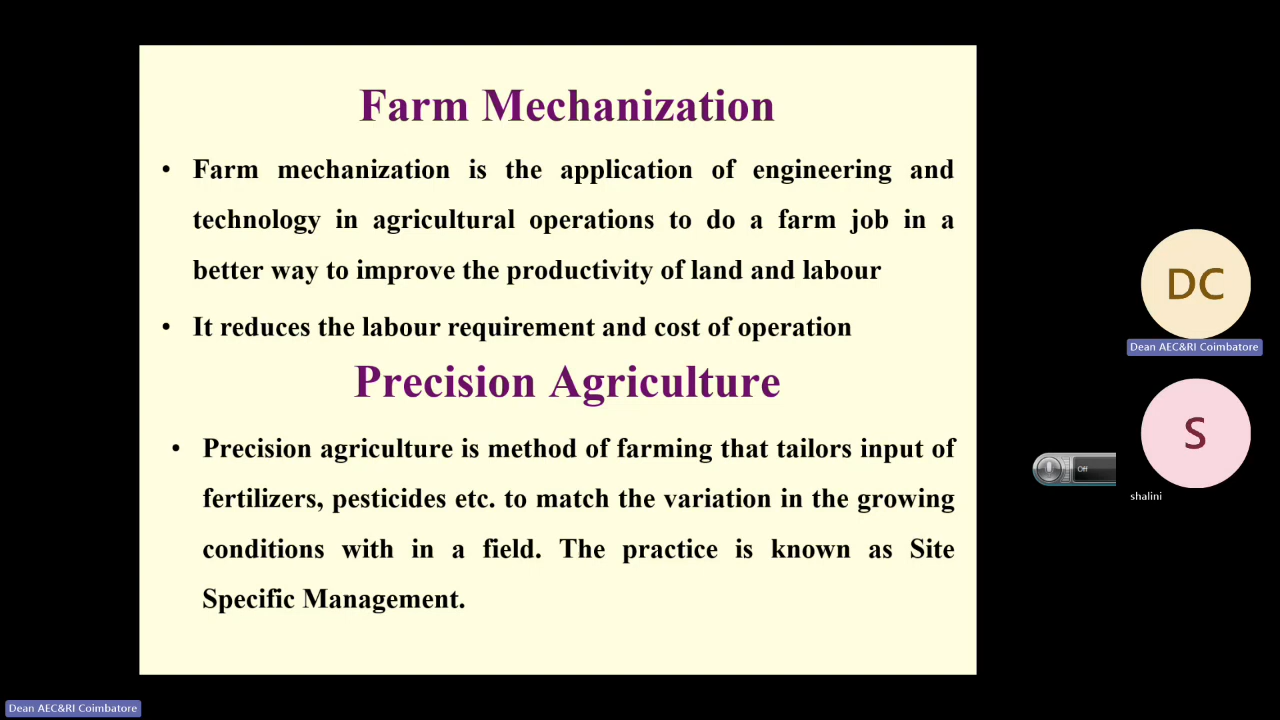 Farm Mechanization
• Farm mechanization is the application of engineering and
technology in agricultural operations to do a farm job in a
better way to improve the productivity of land and labour
• It reduces the labour requirement and cost of operation
Precision Agriculture
• Precision agriculture is method of farming that tailors input of
fertilizers, pesticides etc. to match the variation in the growing
conditions with in a field. The practice is known as Site
Specific Management.
DC
Dean AEC&RI Coimbatore
S
Off
shalini
Dean AEC&RI Coimbatore